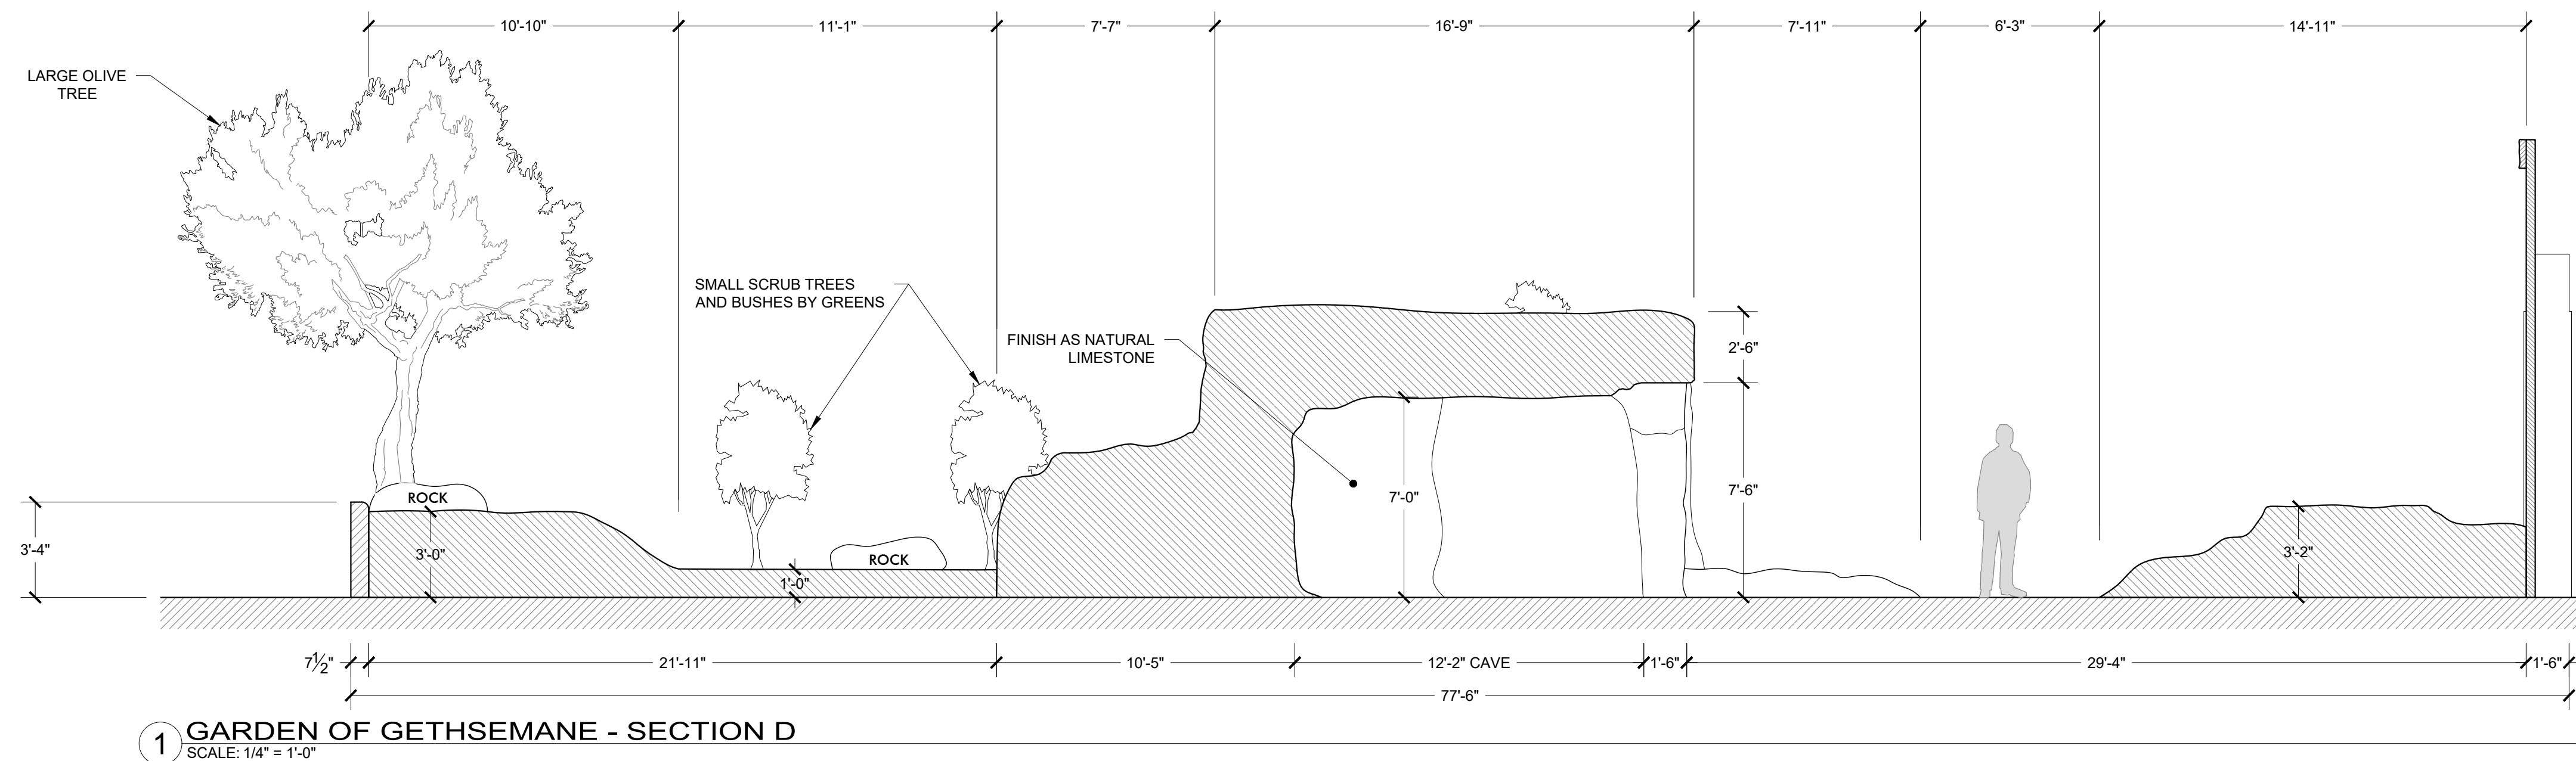 10'-10"
11'-1"
7'-7"
16'-9"
7'-11"
6'-3"
14'-11"
LARGE OLIVE
TREE
SMALL SCRUB TREES
AND BUSHES BY GREENS
FINISH AS NATURAL
LIMESTONE
2'-6"
ROCK
7'-0"
7'-6"
3'-4"
3'-0"
ROCK
1'-0"
3'-2"
7½"
21'-11"
10'-5"
12'-2" CAVE
1'-6"
29'-4"
1'-6"
77'-6"
1
GARDEN OF GETHSEMANE - SECTION D
SCALE: 1/4" = 1'-0"